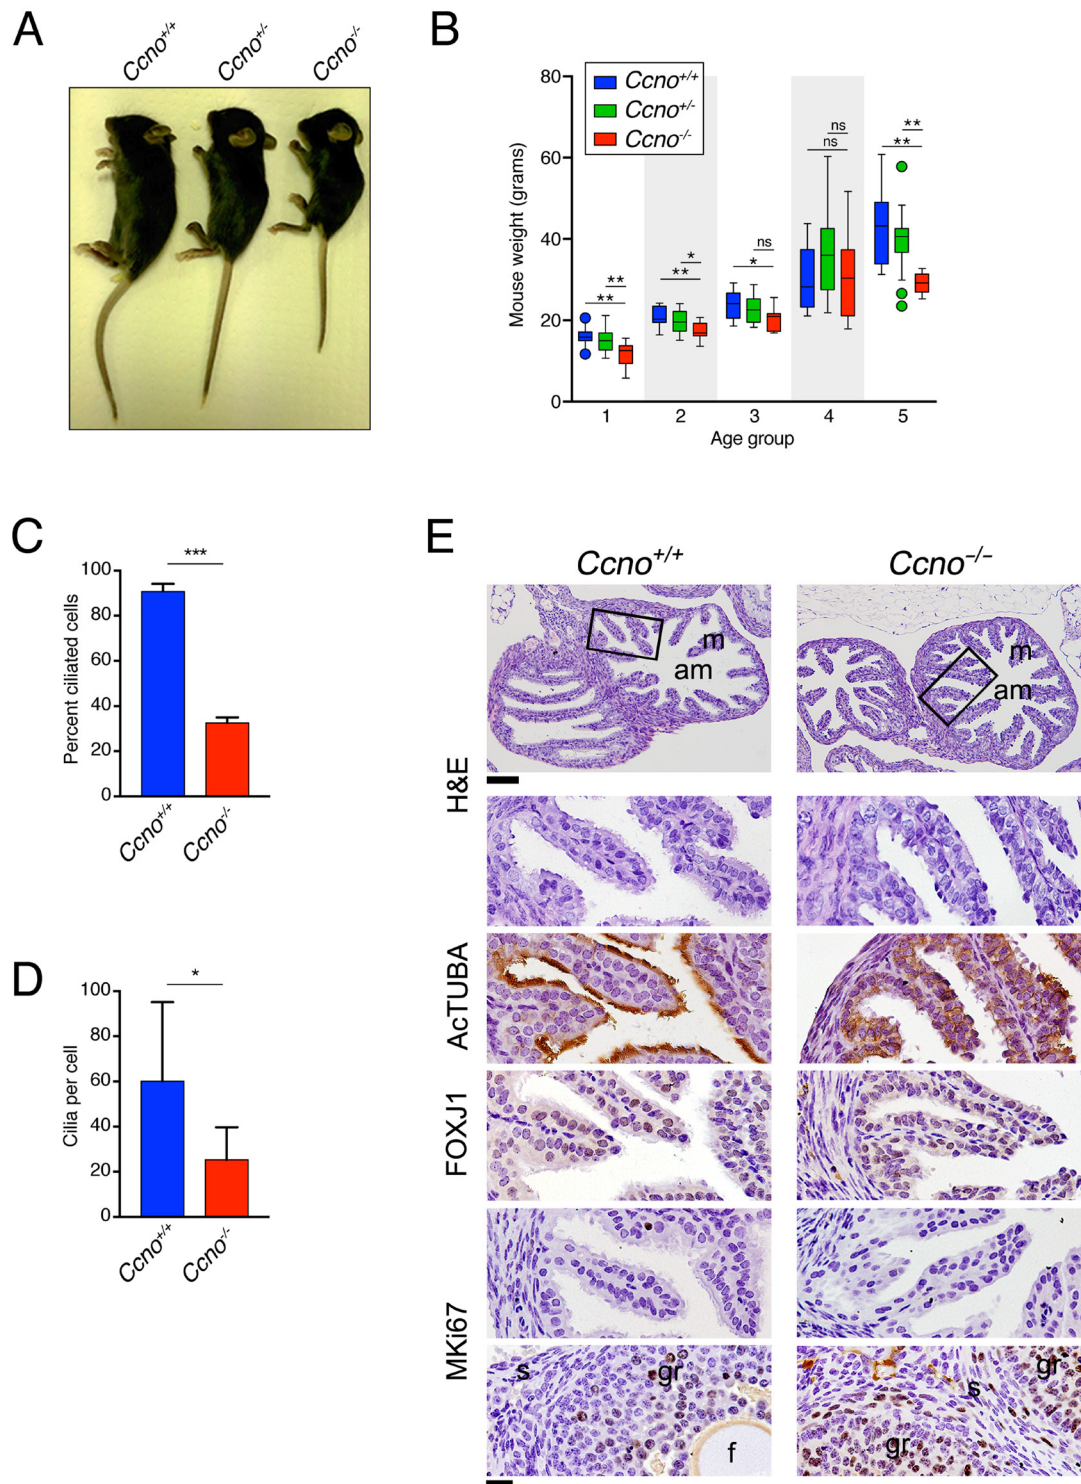 A
Ccno+/+
Ccno+/-
Ccno-/-
B
Mouse weight (grams)
80
60
40
20
0
Ccno+/+
Ccno+/-
Ccno-/-
**
**
**
*
*
ns
ns
ns
**
**
1 2 3 4 5
Age group
C
Percent ciliated cells
100
80
60
40
20
0
***
Ccno+/+
Ccno-/-
D
Cilia per cell
100
80
60
40
20
0
*
Ccno+/+
Ccno-/-
E
Ccno+/+
Ccno–/–
H&E
m
am
m
am
AcTUBA
FOXJ1
MKi67
s
gr
f
gr
s
gr